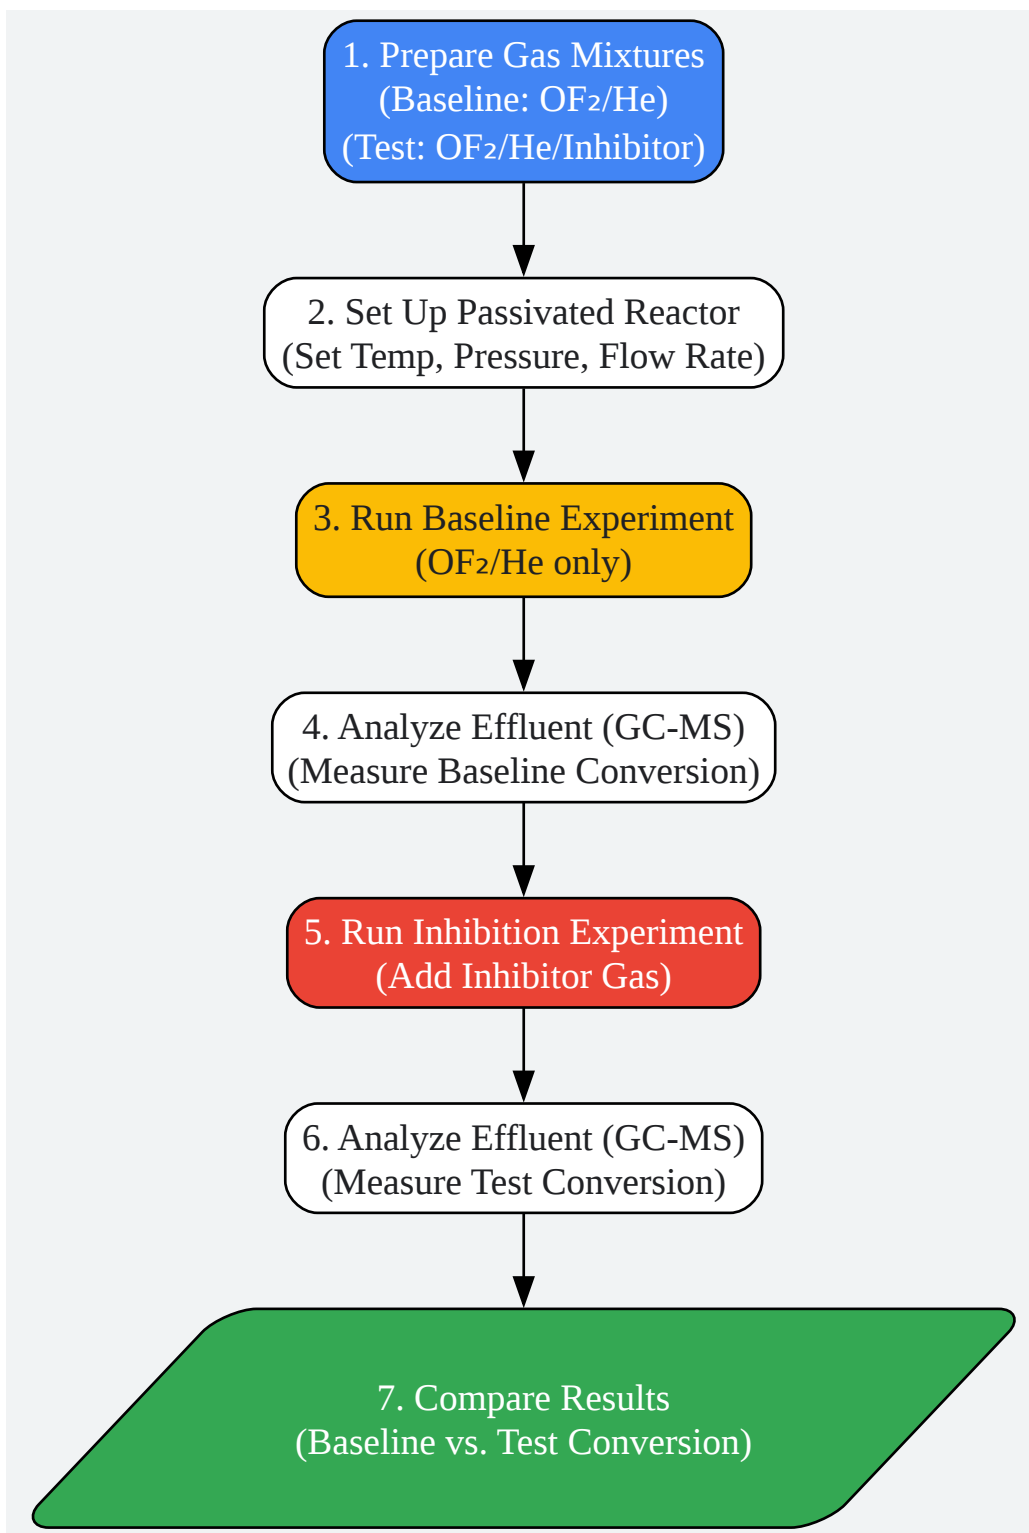 1. Prepare Gas Mixtures
(Baseline: OF₂/He)
(Test: OF₂/He/Inhibitor)
2. Set Up Passivated Reactor
(Set Temp, Pressure, Flow Rate)
3. Run Baseline Experiment
(OF₂/He only)
4. Analyze Effluent (GC-MS)
(Measure Baseline Conversion)
5. Run Inhibition Experiment
(Add Inhibitor Gas)
6. Analyze Effluent (GC-MS)
(Measure Test Conversion)
7. Compare Results
(Baseline vs. Test Conversion)